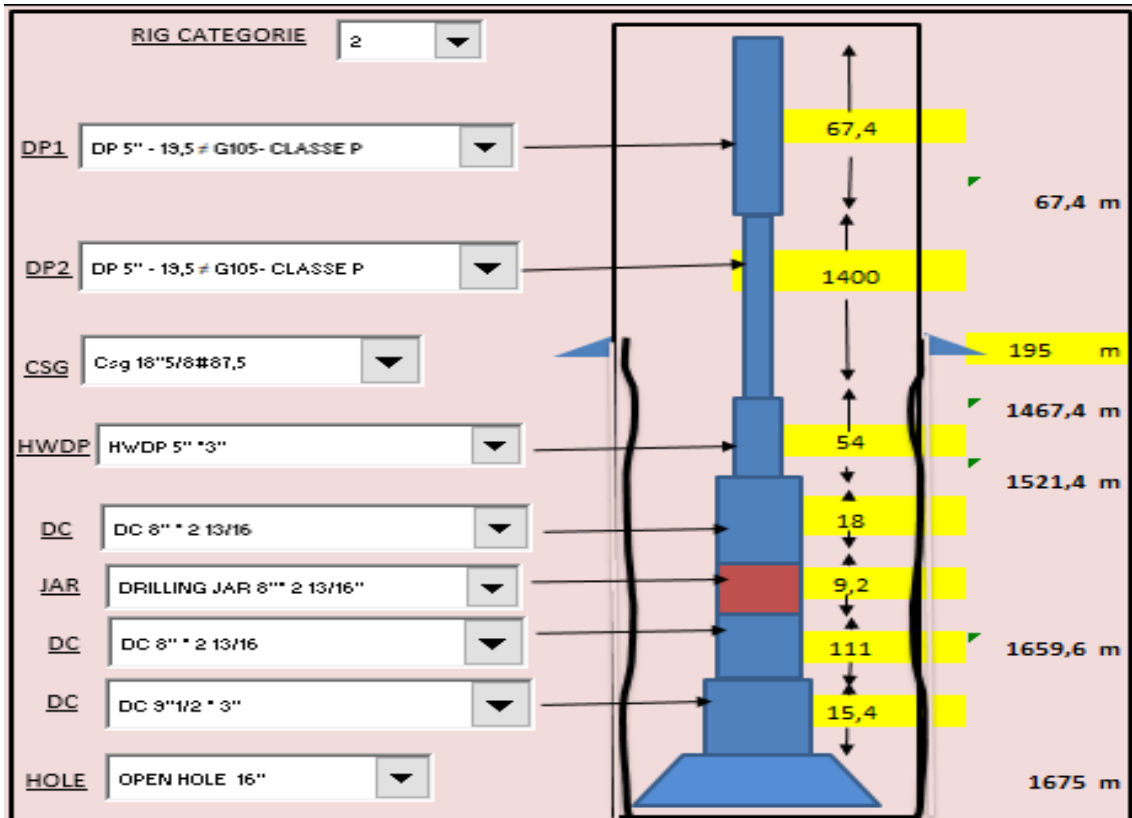 RIG CATEGORIE 2
DP1 DP 5'' - 19,5 ≠ G105- CLASSE P 67,4
67,4 m
DP2 DP 5'' - 19,5 ≠ G105- CLASSE P 1400
CSG Csg 18''5/8#87,5 195 m
1467,4 m
HWDP HWDP 5'' *3'' 54
1521,4 m
DC DC 8'' * 2 13/16 18
JAR DRILLING JAR 8''* 2 13/16'' 9,2
DC DC 8'' * 2 13/16 111 1659,6 m
DC DC 9''1/2 * 3'' 15,4
HOLE OPEN HOLE 16'' 1675 m